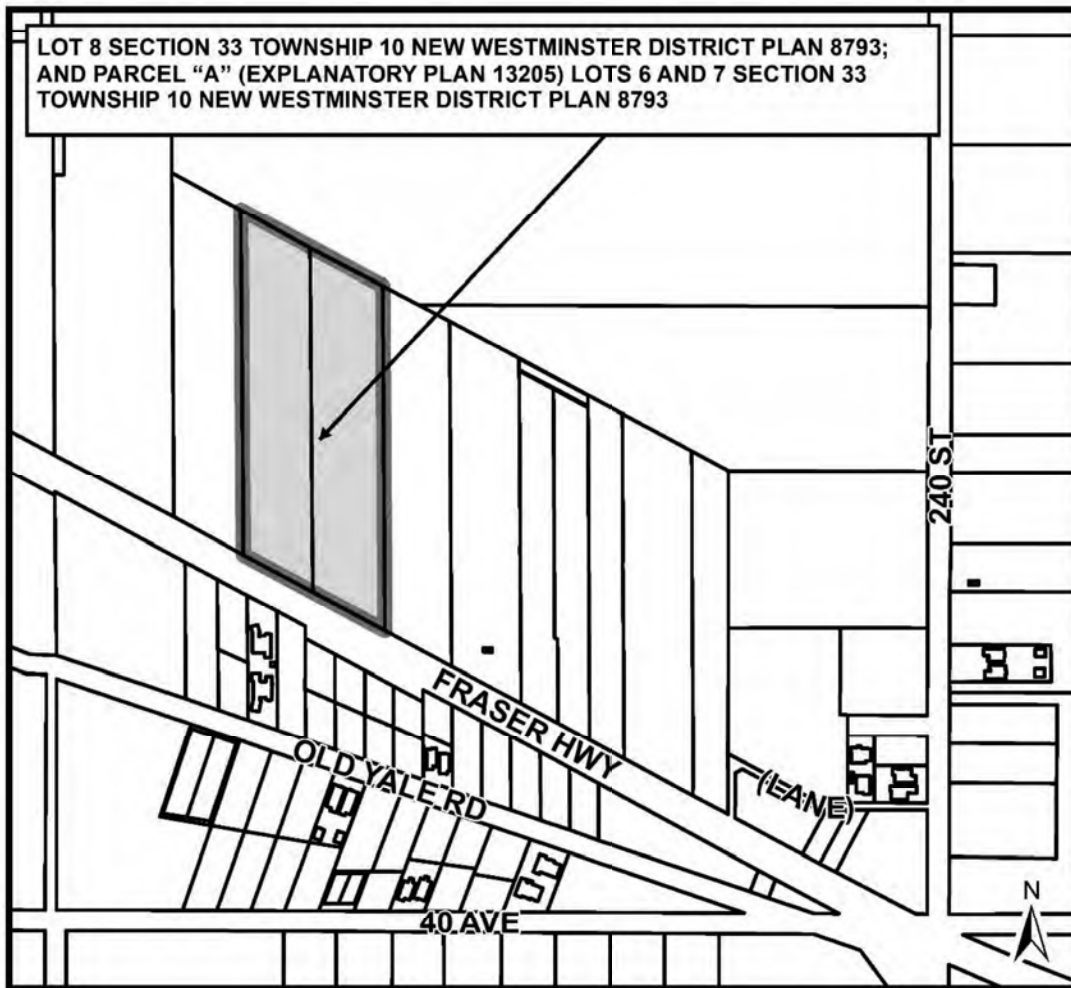 LOT 8 SECTION 33 TOWNSHIP 10 NEW WESTMINSTER DISTRICT PLAN 8793;
AND PARCEL “A” (EXPLANATORY PLAN 13205) LOTS 6 AND 7 SECTION 33
TOWNSHIP 10 NEW WESTMINSTER DISTRICT PLAN 8793
240 ST
FRASER HWY
OLD YALE RD
(LANE)
40 AVE
N